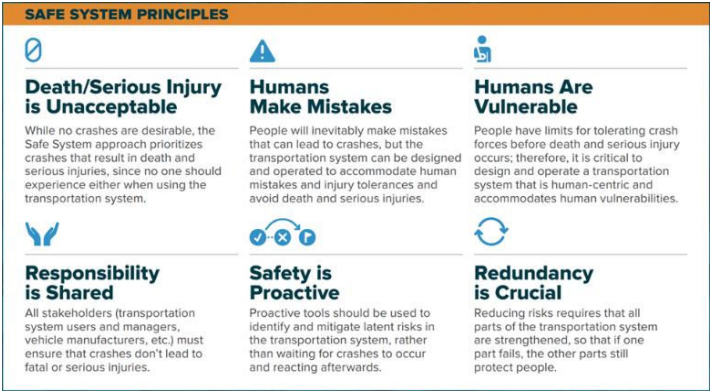 SAFE SYSTEM PRINCIPLES
Death/Serious Injury
is Unacceptable
While no crashes are desirable, the
Safe System approach prioritizes
crashes that result in death and
serious injuries, since no one should
experience either when using the
transportation system.
Humans
Make Mistakes
People will inevitably make mistakes
that can lead to crashes, but the
transportation system can be designed
and operated to accommodate human
mistakes and injury tolerances and
avoid death and serious injuries.
Humans Are
Vulnerable
People have limits for tolerating crash
forces before death and serious injury
occurs; therefore, it is critical to
design and operate a transportation
system that is human-centric and
accommodates human vulnerabilities.
Responsibility
is Shared
All stakeholders (transportation
system users and managers,
vehicle manufacturers, etc.) must
ensure that crashes don't lead to
fatal or serious injuries.
Safety is
Proactive
Proactive tools should be used to
identify and mitigate latent risks in
the transportation system, rather
than waiting for crashes to occur
and reacting afterwards.
Redundancy
is Crucial
Reducing risks requires that all
parts of the transportation system
are strengthened, so that if one
part fails, the other parts still
protect people.